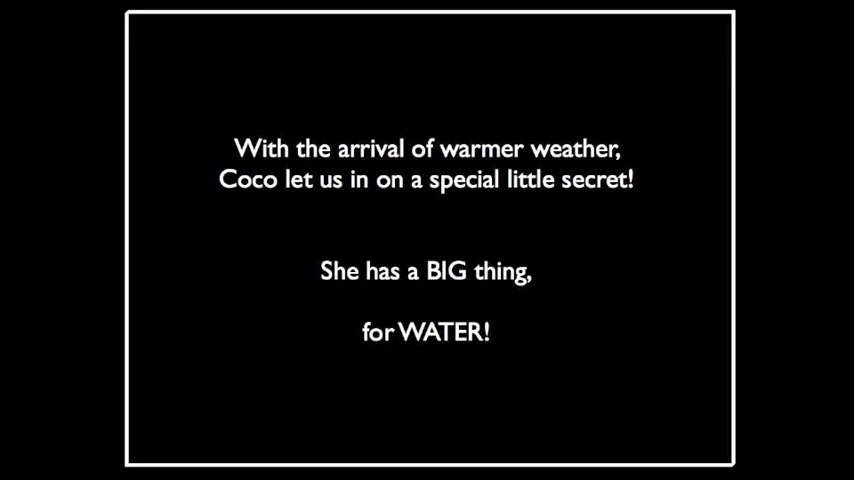 With the arrival of warmer weather,
Coco let us in on a special little secret!
She has a BIG thing,
for WATER!